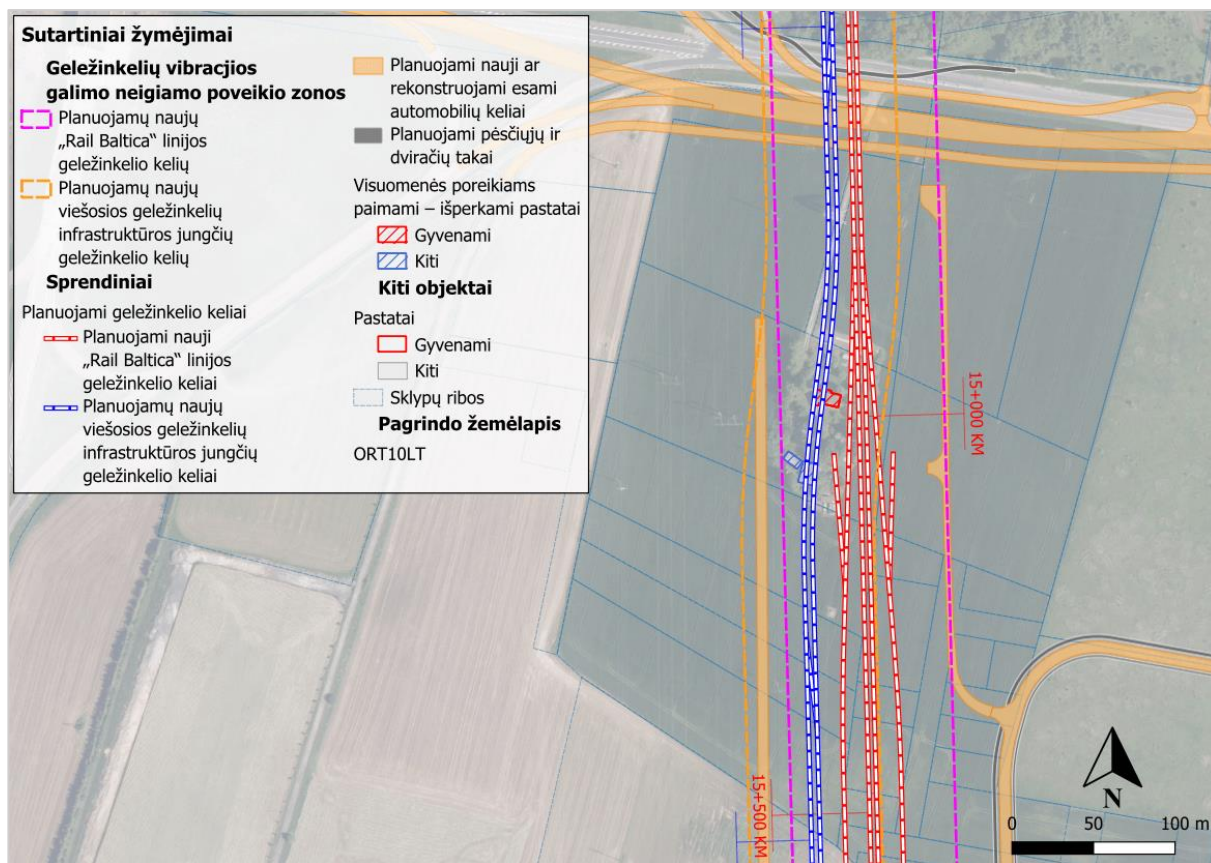 Sutartiniai žymėjimai
Geležinkelių vibracjios
galimo neigiamo poveikio zonos
Planuojamų naujų
„Rail Baltica“ linijos
geležinkelio kelių
Planuojamų naujų
viešosios geležinkelių
infrastruktūros jungčių
geležinkelio kelių
Sprendiniai
Planuojami geležinkelio keliai
Planuojami nauji
„Rail Baltica“ linijos
geležinkelio keliai
Planuojamų naujų
viešosios geležinkelių
infrastruktūros jungčių
geležinkelio keliai
Planuojami nauji ar
rekonstruojami esami
automobilių keliai
Planuojami pėsčiųjų ir
dviračių takai
Visuomenės poreikiams
paimami – išperkami pastatai
Gyvenami
Kiti
Kiti objektai
Pastatai
Gyvenami
Kiti
Sklypų ribos
Pagrindo žemėlapis
ORT10LT
15+000 KM
15+500 KM
N
0 50 100 m